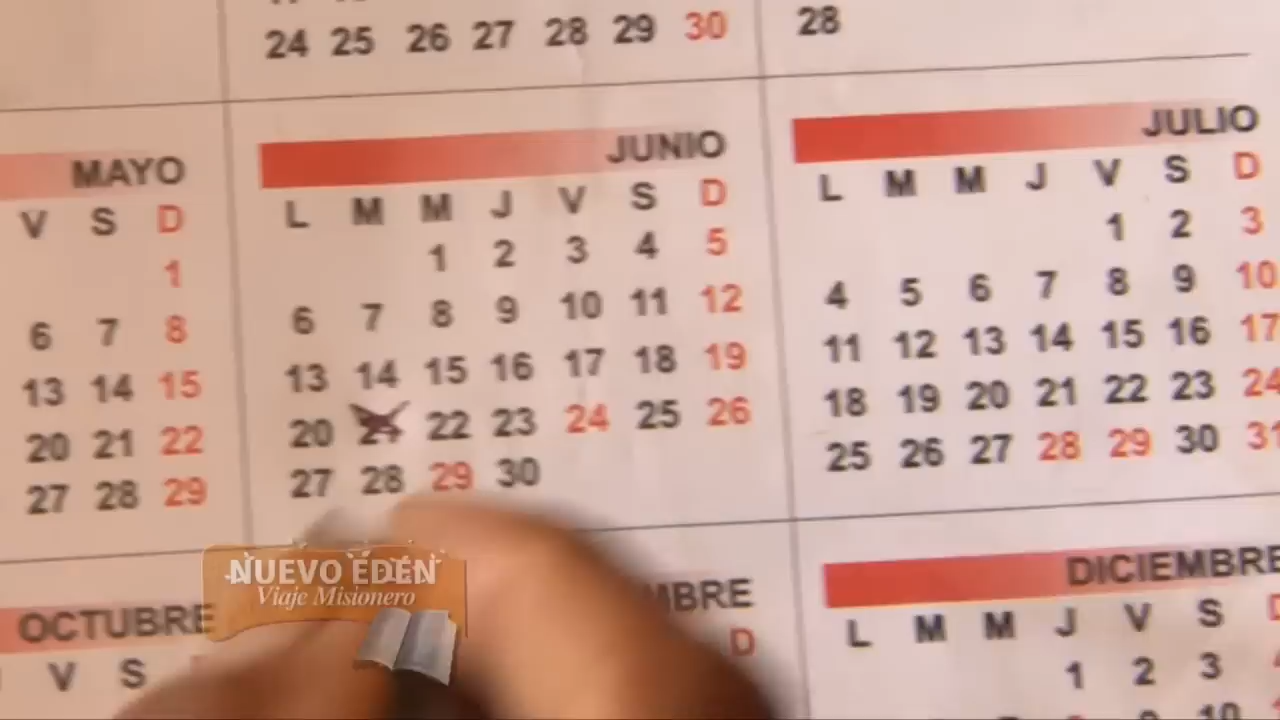 24 25 26 27 28 29 30
28
MAYO
V S D
1
6 7 8
13 14 15
20 21 22
27 28 29
JUNIO
L M M J V S D
1 2 3 4 5
6 7 8 9 10 11 12
13 14 15 16 17 18 19
20 21 22 23 24 25 26
27 28 29 30
JULIO
L M M J V S D
1 2 3
4 5 6 7 8 9 10
11 12 13 14 15 16 17
18 19 20 21 22 23 24
25 26 27 28 29 30 31
NUEVO EDEN
Viaje Misionero
OCTUBRE
V S
D
DICIEMBRE
L M M J V S D
1 2 3